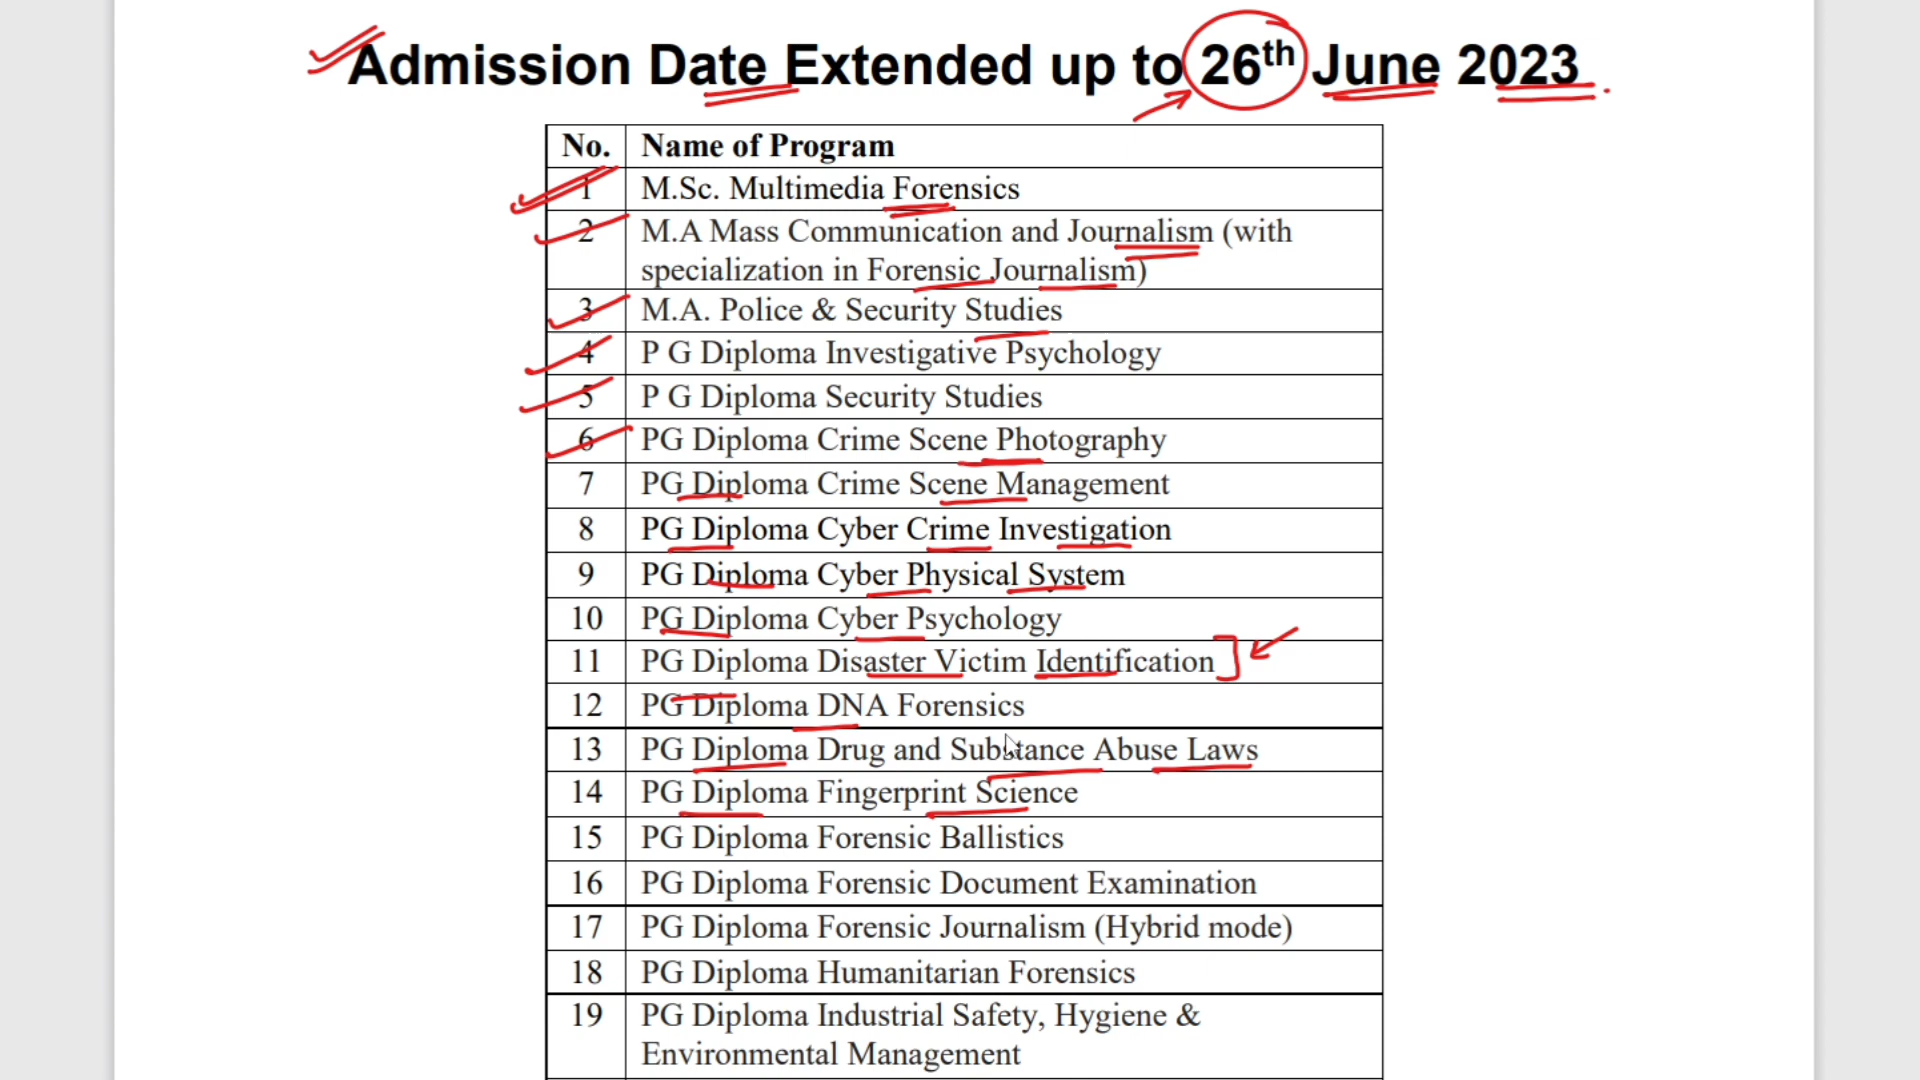 Admission Date Extended up to 26th June 2023
No. Name of Program
1 M.Sc. Multimedia Forensics
2 M.A Mass Communication and Journalism (with
specialization in Forensic Journalism)
3 M.A. Police & Security Studies
4 P G Diploma Investigative Psychology
5 P G Diploma Security Studies
6 PG Diploma Crime Scene Photography
7 PG Diploma Crime Scene Management
8 PG Diploma Cyber Crime Investigation
9 PG Diploma Cyber Physical System
10 PG Diploma Cyber Psychology
11 PG Diploma Disaster Victim Identification
12 PG Diploma DNA Forensics
13 PG Diploma Drug and Substance Abuse Laws
14 PG Diploma Fingerprint Science
15 PG Diploma Forensic Ballistics
16 PG Diploma Forensic Document Examination
17 PG Diploma Forensic Journalism (Hybrid mode)
18 PG Diploma Humanitarian Forensics
19 PG Diploma Industrial Safety, Hygiene &
Environmental Management